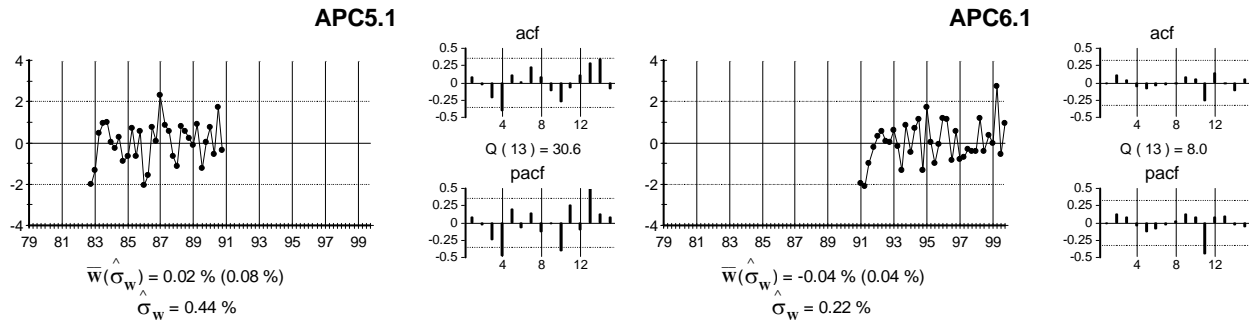 APC5.1
acf
4
2
0
-2
-4
79 81 83 85 87 89 91 93 95 97 99
0.5
0.25
0
-0.25
-0.5
4 8 12
Q ( 13 ) = 30.6
pacf
0.5
0.25
0
-0.25
0.5
4 8 12
w̅(σ̂w) = 0.02 % (0.08 %)
σ̂w = 0.44 %
APC6.1
acf
4
2
0
-2
-4
79 81 83 85 87 89 91 93 95 97 99
0.5
0.25
0
-0.25
-0.5
4 8 12
Q ( 13 ) = 8.0
pacf
0.5
0.25
0
-0.25
0.5
4 8 12
w̅(σ̂w) = -0.04 % (0.04 %)
σ̂w = 0.22 %